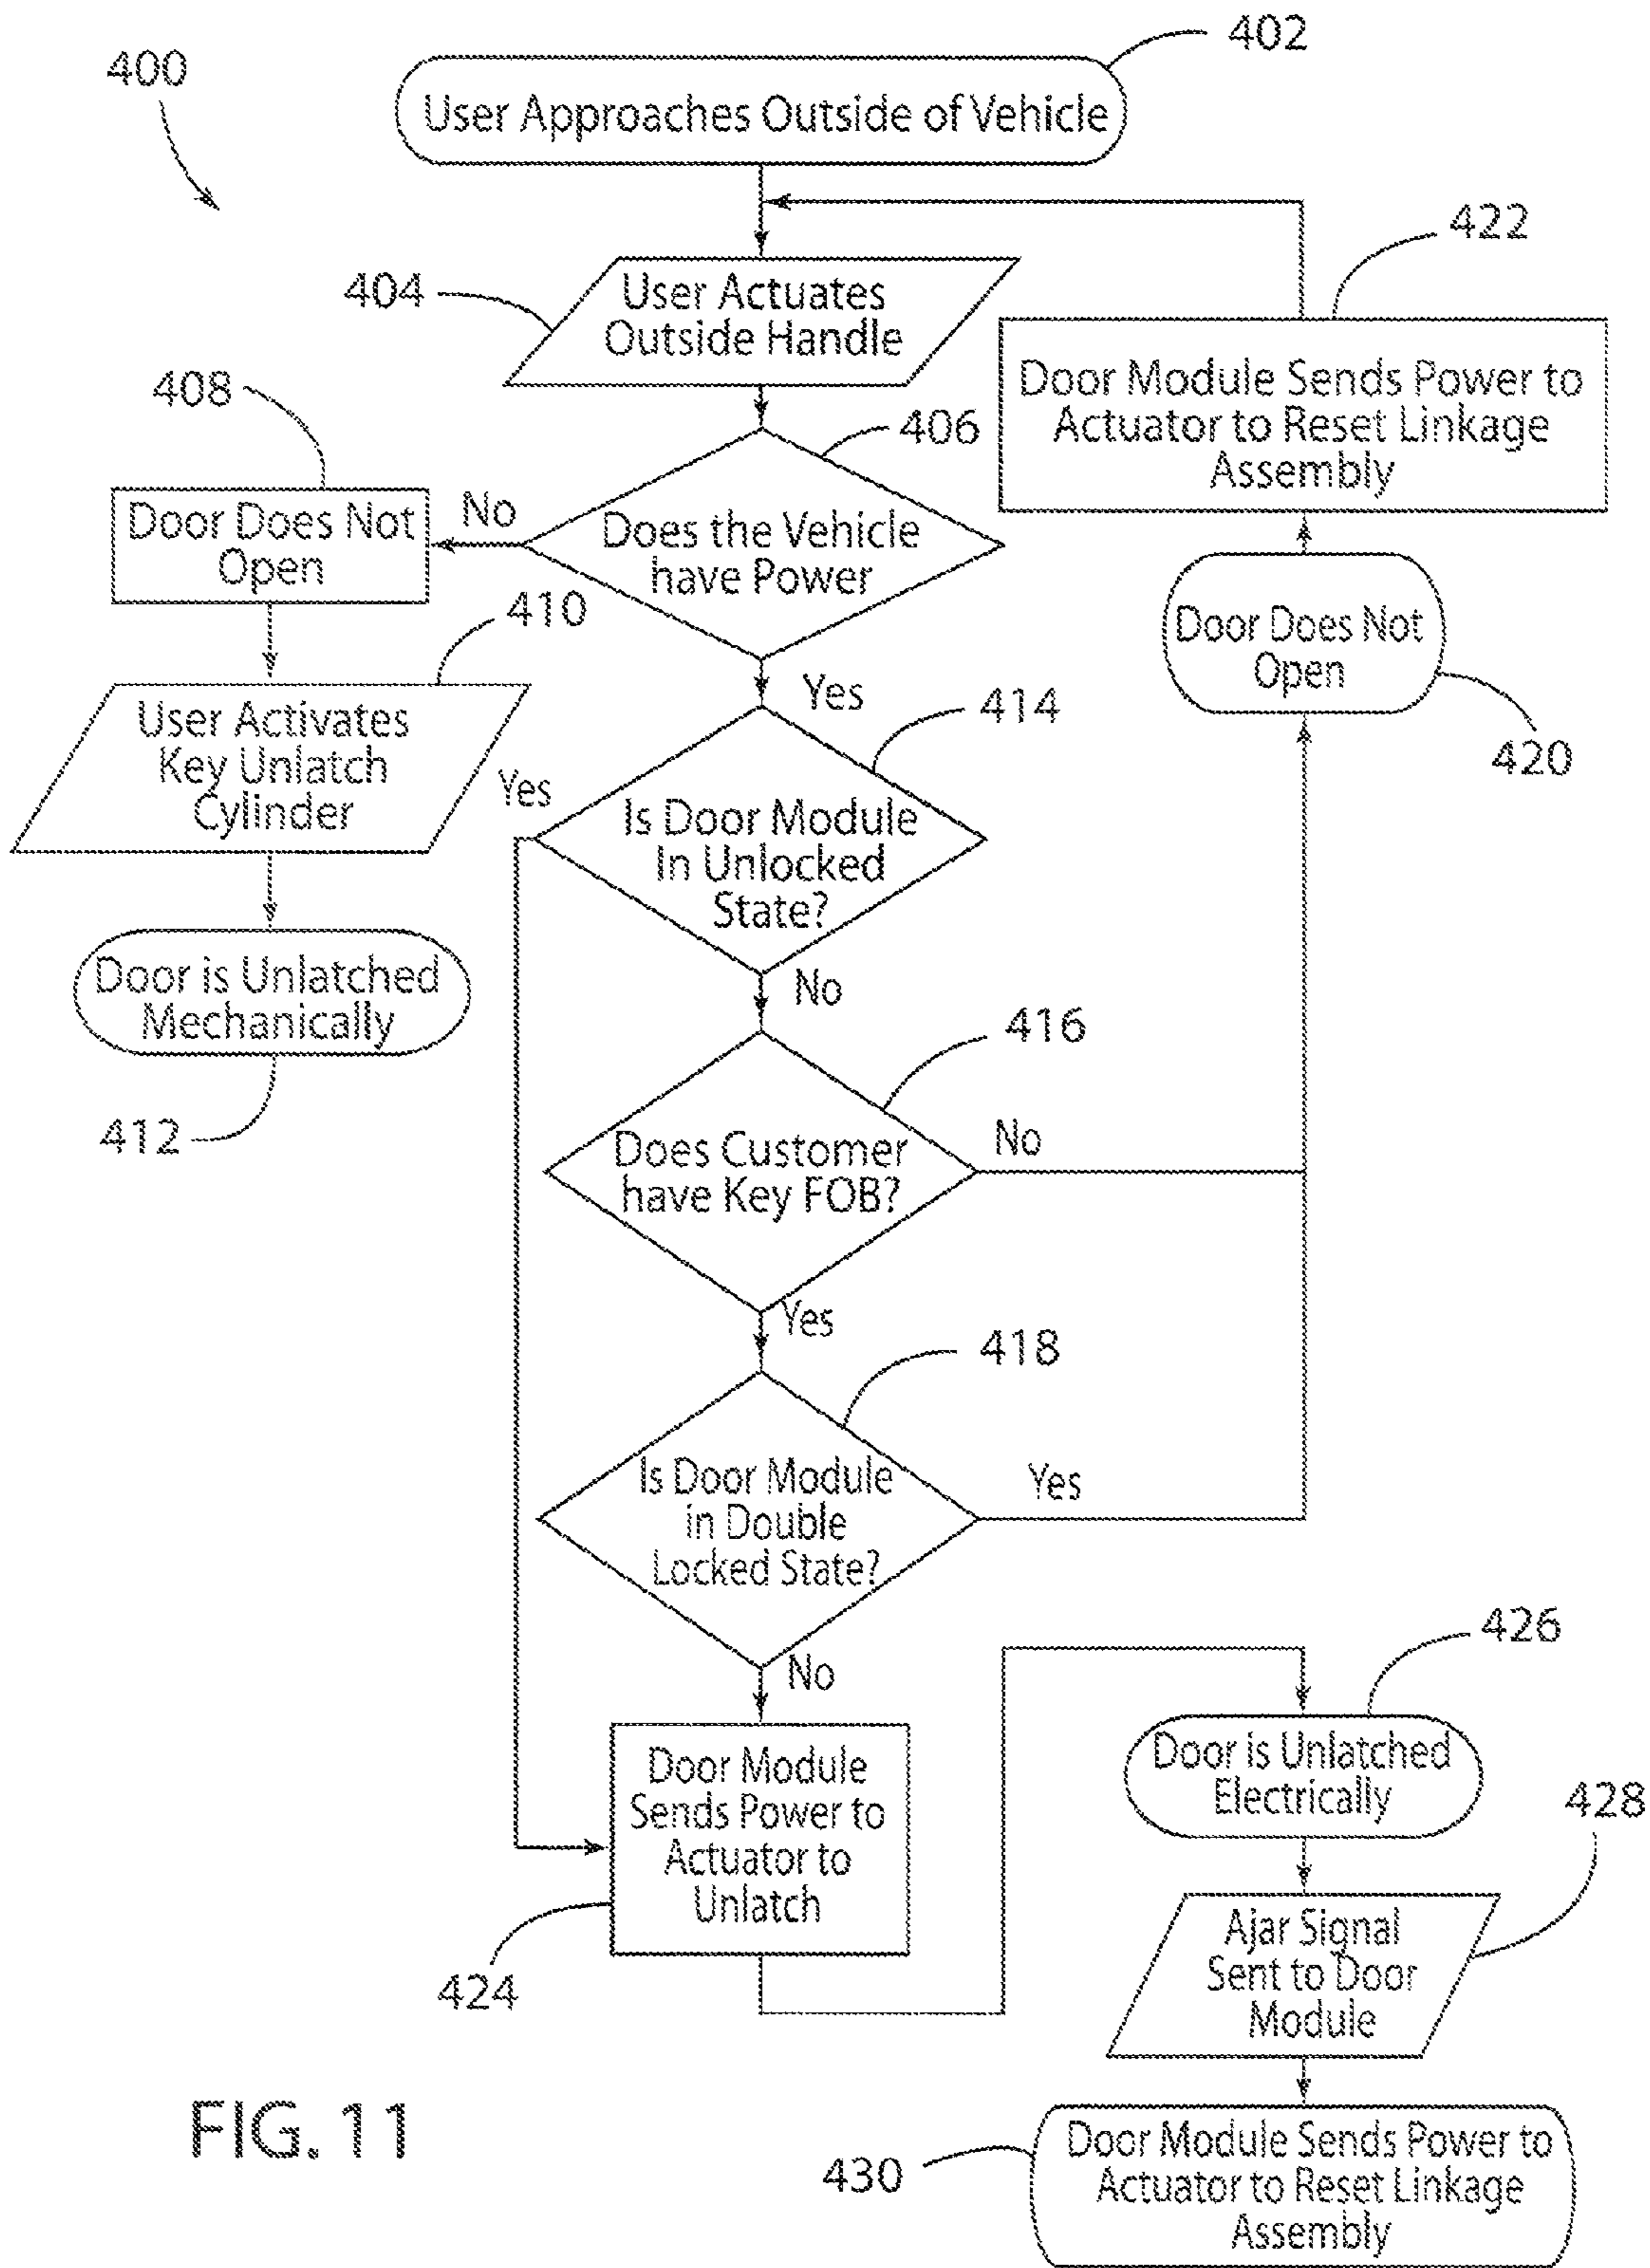 402
400
User Approaches Outside of Vehicle
422
404
User Actuates
Outside Handle
Door Module Sends Power to
Actuator to Reset Linkage
Assembly
408
406
Door Does Not
Open
No
Does the Vehicle
have Power
410
Door Does Not
Open
Yes
414
420
User Activates
Key Unlatch
Cylinder
Yes
Is Door Module
In Unlocked
State?
Door is Unlatched
Mechanically
No
416
412
Does Customer
have Key FOB?
No
Yes
418
Is Door Module
in Double
Locked State?
Yes
No
426
Door Module
Sends Power to
Actuator to
Unlatch
Door is Unlatched
Electrically
428
424
Ajar Signal
Sent to Door
Module
FIG. 11
430
Door Module Sends Power to
Actuator to Reset Linkage
Assembly